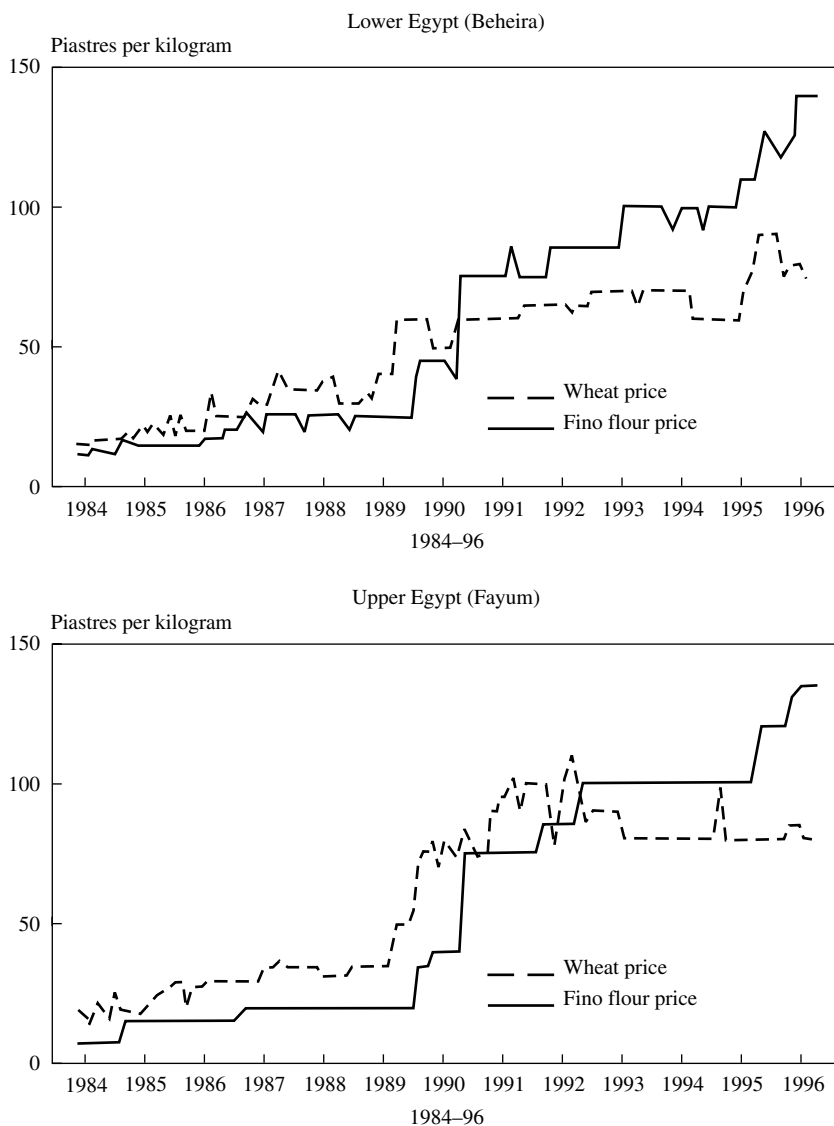 Lower Egypt (Beheira)
Piastres per kilogram
150
100
50
0
Wheat price
Fino flour price
1984 1985 1986 1987 1988 1989 1990 1991 1992 1993 1994 1995 1996
1984–96
Upper Egypt (Fayum)
Piastres per kilogram
150
100
50
0
Wheat price
Fino flour price
1984 1985 1986 1987 1988 1989 1990 1991 1992 1993 1994 1995 1996
1984–96